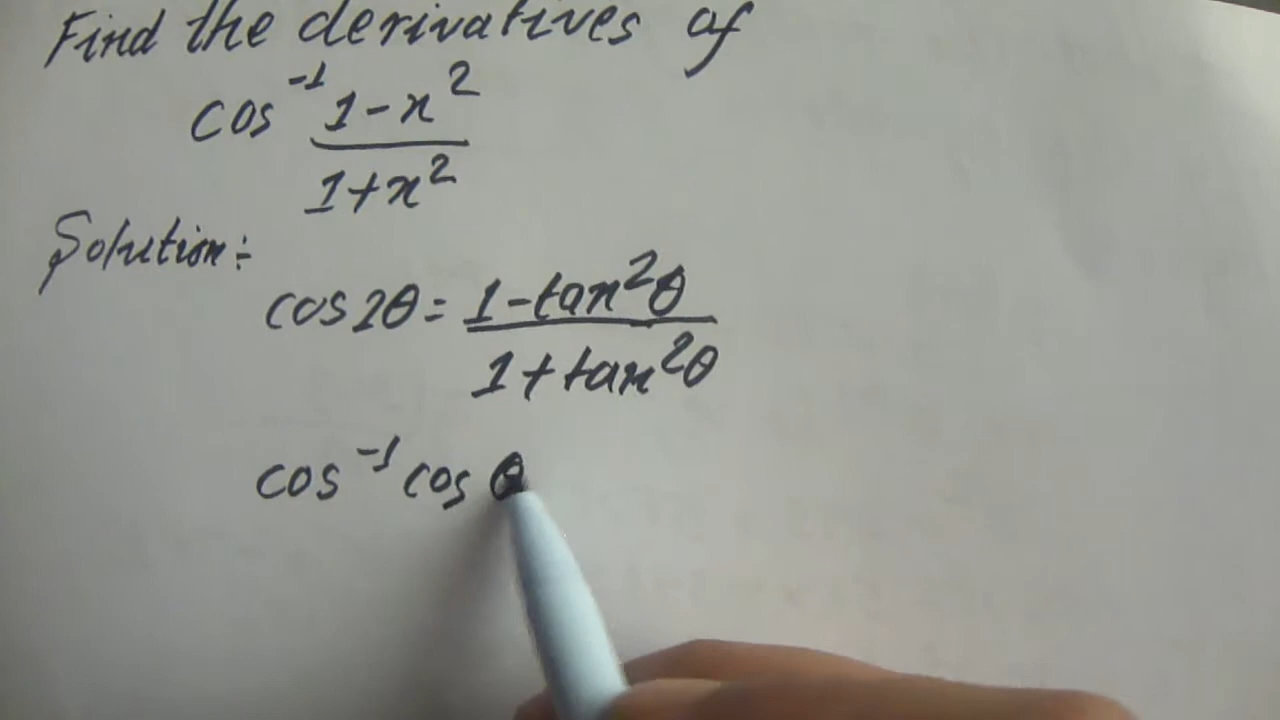 Find the derivatives of
cos⁻¹ (1-x²)/(1+x²)
Solution:-
cos2θ = (1-tan²θ)/(1+tan²θ)
cos⁻¹ cos θ